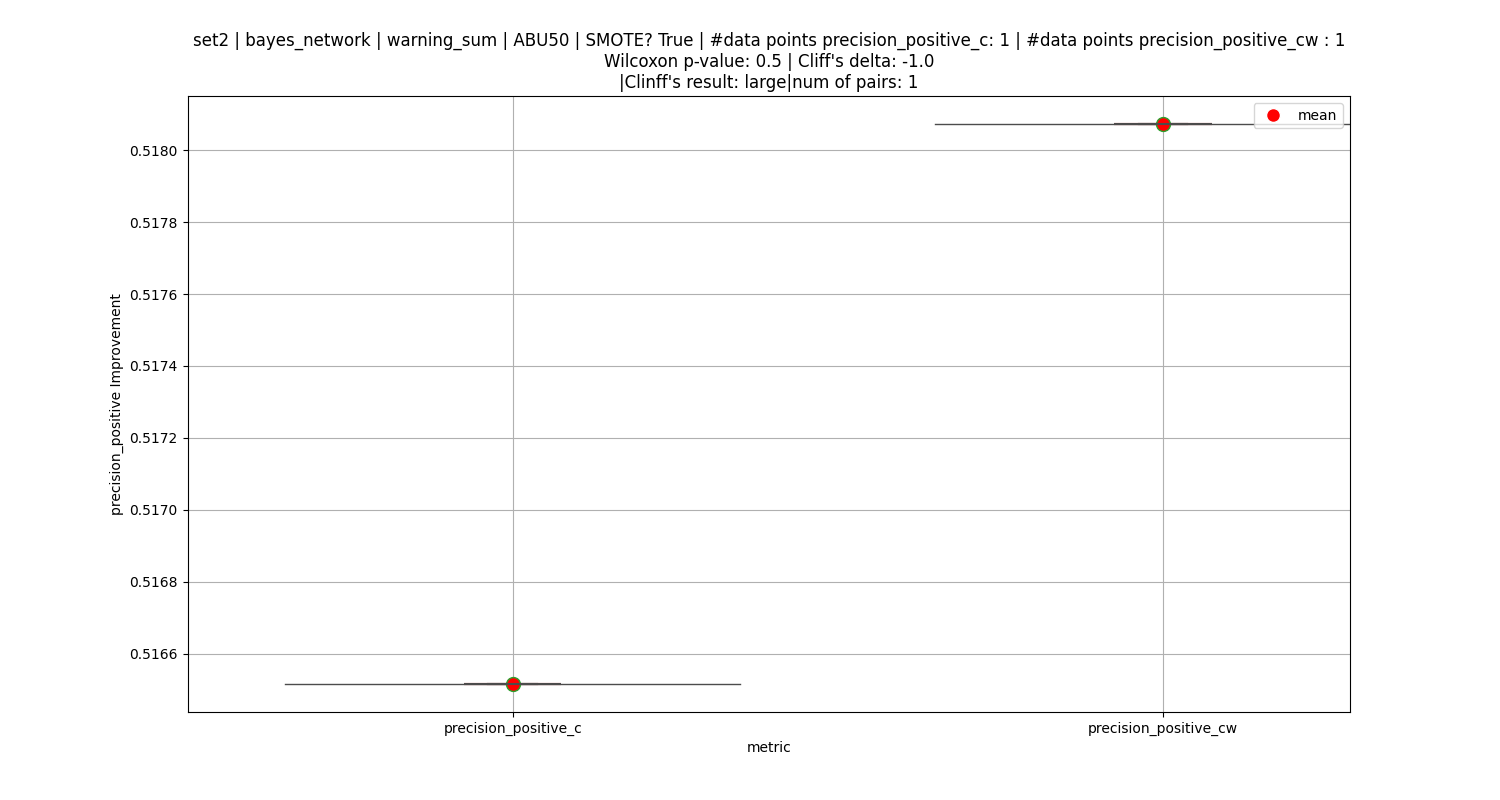 set2 | bayes_network | warning_sum | ABU50 | SMOTE? True | #data points precision_positive_c: 1 | #data points precision_positive_cw : 1
Wilcoxon p-value: 0.5 | Cliff's delta: -1.0
|Clinff's result: large|num of pairs: 1
mean
0.5180
0.5178
0.5176
0.5174
0.5172
0.5170
0.5168
0.5166
precision_positive Improvement
precision_positive_c
precision_positive_cw
metric